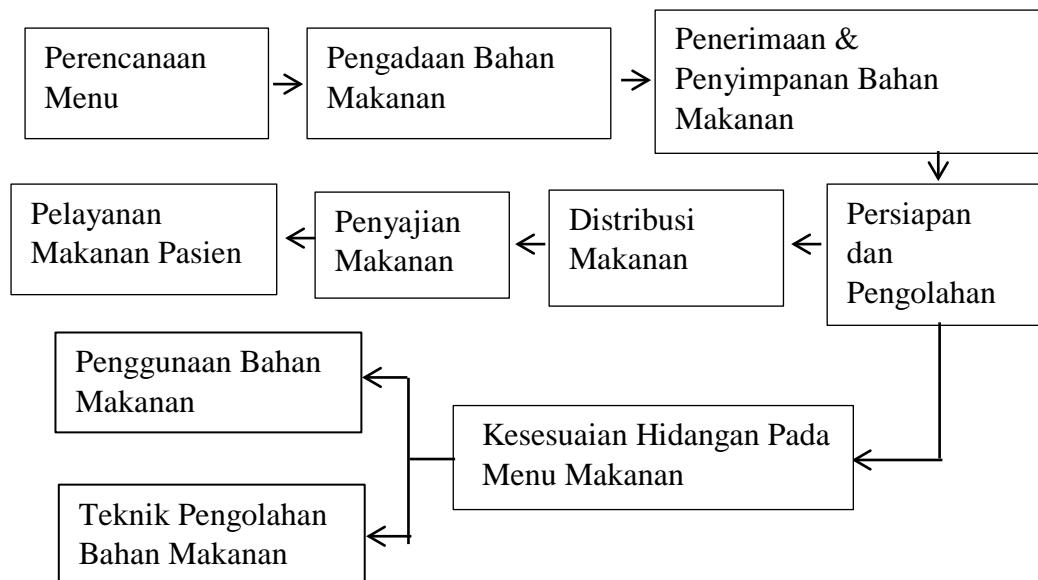 Perencanaan
Menu
Pengadaan Bahan
Makanan
Penerimaan &
Penyimpanan Bahan
Makanan
Persiapan
dan
Pengolahan
Distribusi
Makanan
Penyajian
Makanan
Pelayanan
Makanan Pasien
Kesesuaian Hidangan Pada
Menu Makanan
Penggunaan Bahan
Makanan
Teknik Pengolahan
Bahan Makanan